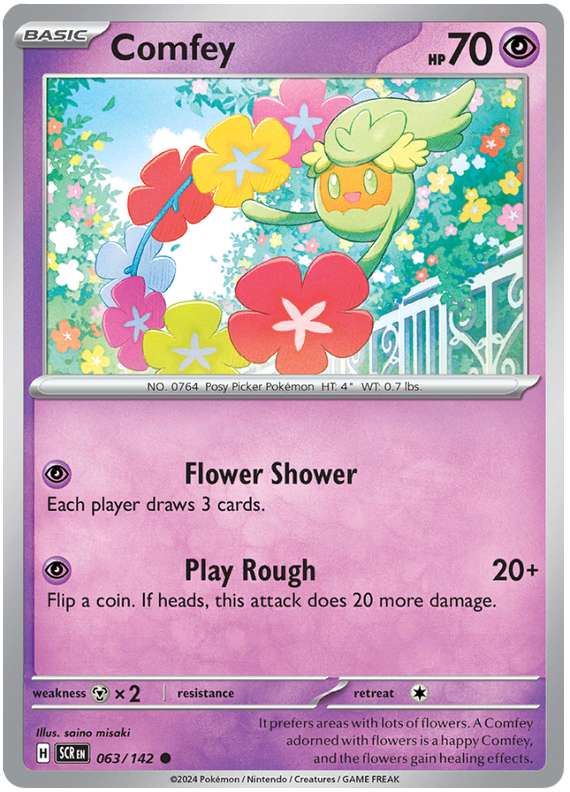 BASIC
Comfey
HP 70
NO. 0764 Posy Picker Pokémon HT: 4" WT: 0.7 lbs.
Flower Shower
Each player draws 3 cards.
Play Rough 20+
Flip a coin. If heads, this attack does 20 more damage.
weakness ×2 resistance retreat
Illus. saino misaki
H SCR EN 063/142
It prefers areas with lots of flowers. A Comfey
adorned with flowers is a happy Comfey,
and the flowers gain healing effects.
©2024 Pokémon / Nintendo / Creatures / GAME FREAK